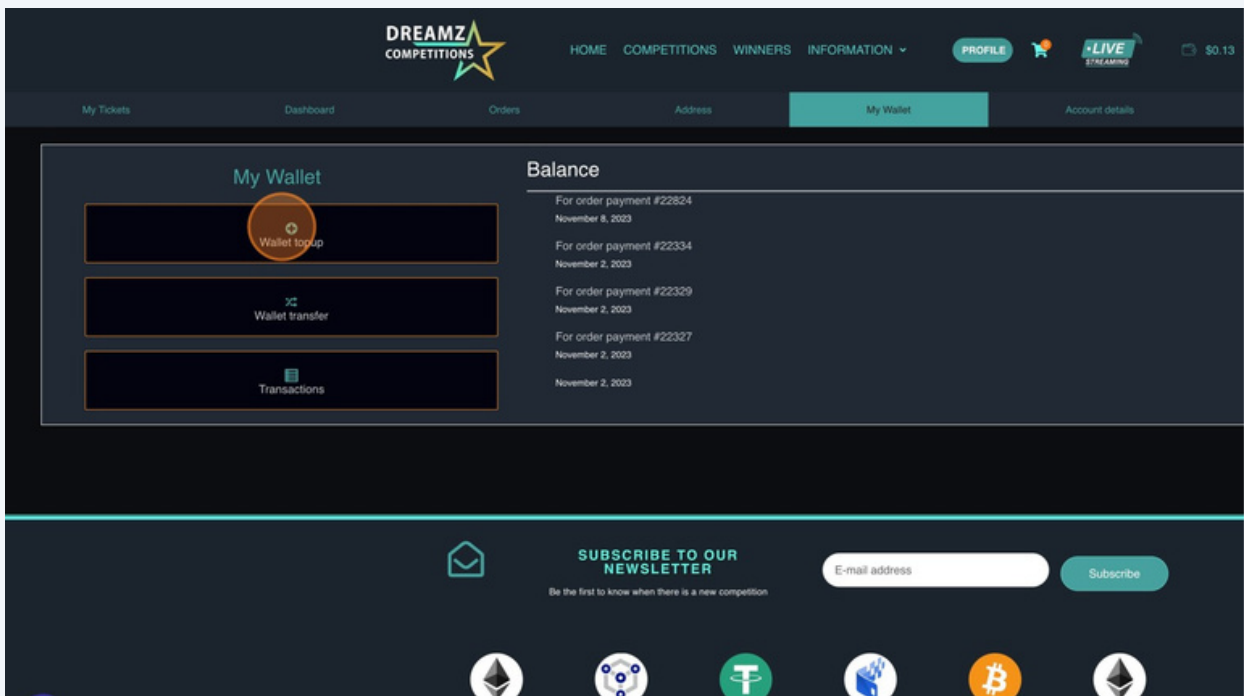 DREAMZ
COMPETITIONS
HOME COMPETITIONS WINNERS INFORMATION PROFILE 0 •LIVE $0.13
STREAMING
My Tickets Dashboard Orders Address My Wallet Account details
My Wallet
Wallet topup
Wallet transfer
Transactions
Balance
For order payment #22824
November 8, 2023
For order payment #22334
November 2, 2023
For order payment #22329
November 2, 2023
For order payment #22327
November 2, 2023
November 2, 2023
SUBSCRIBE TO OUR
NEWSLETTER
Be the first to know when there is a new competition
E-mail address
Subscribe